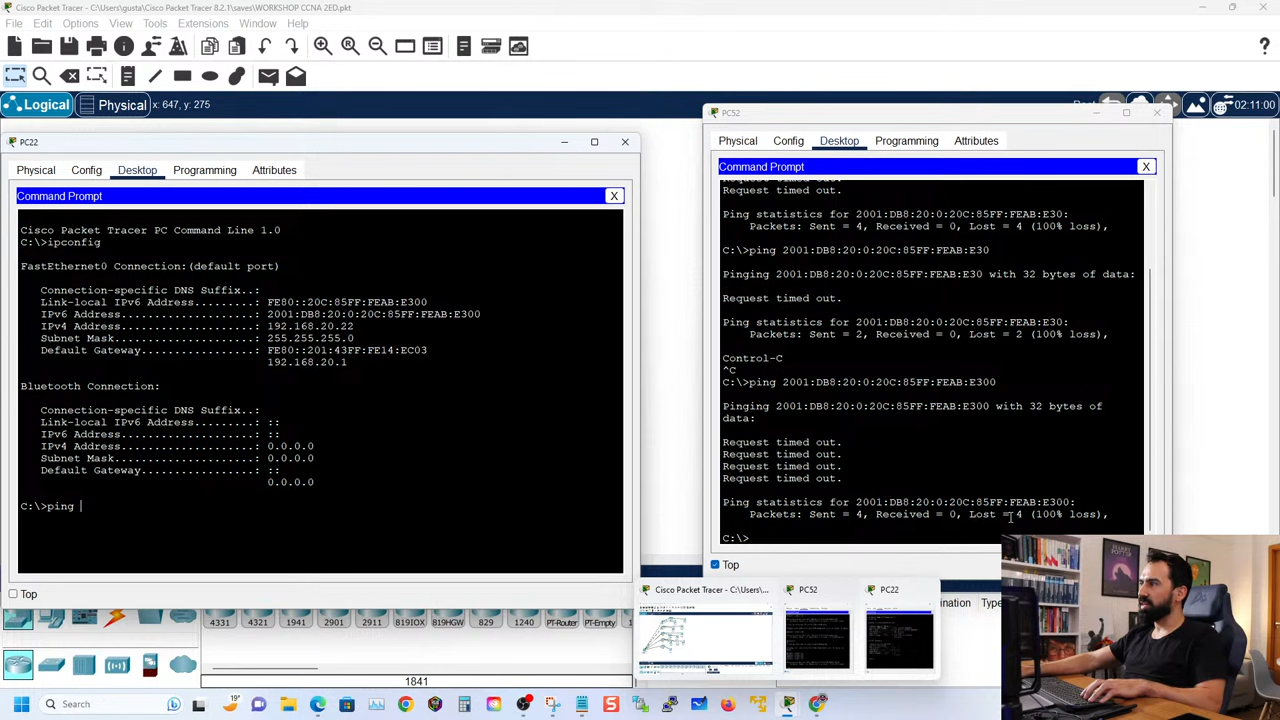 Cisco Packet Tracer - C:\Users\gusta\Cisco Packet Tracer 8.2.1\saves\WORKSHOP CCNA 2ED.pkt
File Edit Options View Tools Extensions Window Help
Logical Physical x: 647, y: 275
02:11:00
PC22
Physical Config Desktop Programming Attributes
Command Prompt
X
Cisco Packet Tracer PC Command Line 1.0
C:\>ipconfig
FastEthernet0 Connection:(default port)
Connection-specific DNS Suffix..:
Link-local IPv6 Address.........: FE80::20C:85FF:FEAB:E300
IPv6 Address....................: 2001:DB8:20:0:20C:85FF:FEAB:E300
IPv4 Address....................: 192.168.20.22
Subnet Mask.....................: 255.255.255.0
Default Gateway.................: FE80::201:43FF:FE14:EC03
192.168.20.1
Bluetooth Connection:
Connection-specific DNS Suffix..:
Link-local IPv6 Address.........: ::
IPv6 Address....................: ::
IPv4 Address....................: 0.0.0.0
Subnet Mask.....................: 0.0.0.0
Default Gateway.................: ::
0.0.0.0
C:\>ping
Top
PC52
Physical Config Desktop Programming Attributes
Command Prompt
X
Request timed out.
Request timed out.
Ping statistics for 2001:DB8:20:0:20C:85FF:FEAB:E30:
Packets: Sent = 4, Received = 0, Lost = 4 (100% loss),
C:\>ping 2001:DB8:20:0:20C:85FF:FEAB:E30
Pinging 2001:DB8:20:0:20C:85FF:FEAB:E30 with 32 bytes of data:
Request timed out.
Ping statistics for 2001:DB8:20:0:20C:85FF:FEAB:E30:
Packets: Sent = 2, Received = 0, Lost = 2 (100% loss),
Control-C
^C
C:\>ping 2001:DB8:20:0:20C:85FF:FEAB:E300
Pinging 2001:DB8:20:0:20C:85FF:FEAB:E300 with 32 bytes of
data:
Request timed out.
Request timed out.
Request timed out.
Request timed out.
Ping statistics for 2001:DB8:20:0:20C:85FF:FEAB:E300:
Packets: Sent = 4, Received = 0, Lost = 4 (100% loss),
C:\>
Top
Cisco Packet Tracer - C:\Users\... PC52 PC22
4331 4321 1941 2901 2911 819IOX 819HGW 829 1240 PT-Router PT-Empty
1841
19°
Search